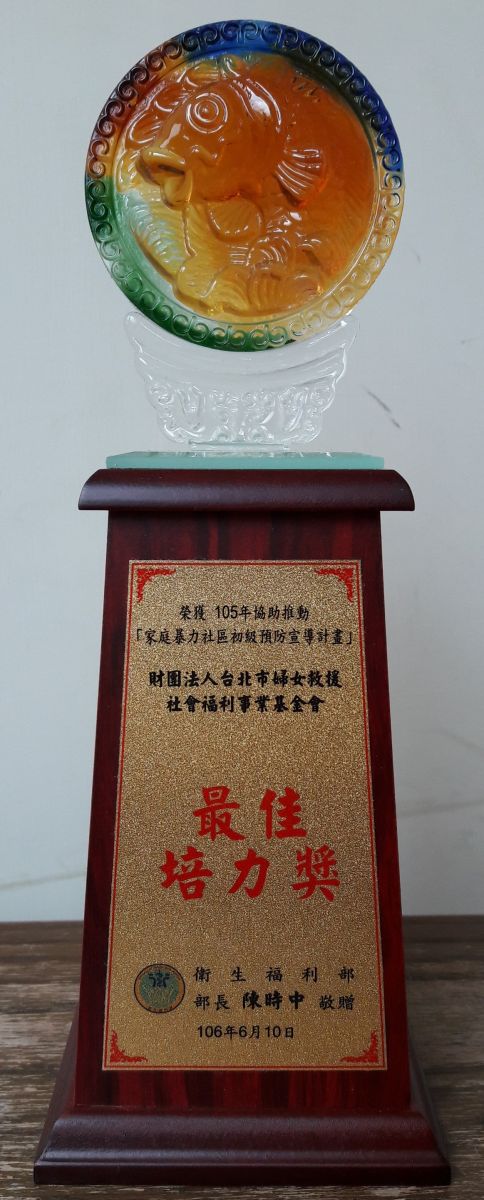 榮獲 105年協助推動
「家庭暴力社區初級預防宣導計畫」
財團法人台北市婦女救援
社會福利事業基金會
最佳
培力獎
衛生福利部
部長 陳時中 敬贈
106年6月10日